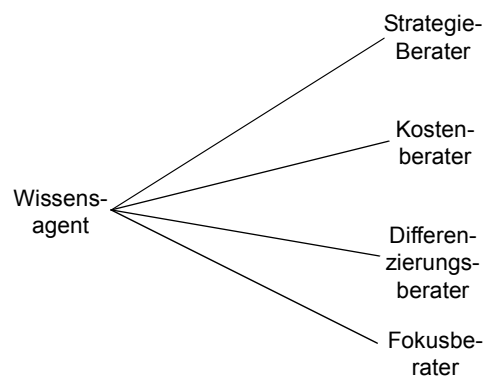 Strategie-
Berater
Kosten-
berater
Wissens-
agent
Differen-
zierungs-
berater
Fokusbe-
rater